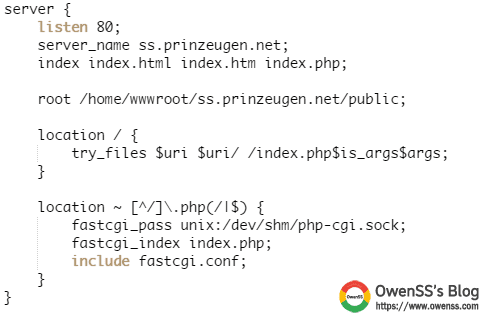 server {
    listen 80;
    server_name ss.prinzeugen.net;
    index index.html index.htm index.php;

    root /home/wwwroot/ss.prinzeugen.net/public;

    location / {
        try_files $uri $uri/ /index.php$is_args$args;
    }

    location ~ [^/]\.php(/|$) {
        fastcgi_pass unix:/dev/shm/php-cgi.sock;
        fastcgi_index index.php;
        include fastcgi.conf;
    }
}
OwenSS
OwenSS's Blog
https://www.owenss.com